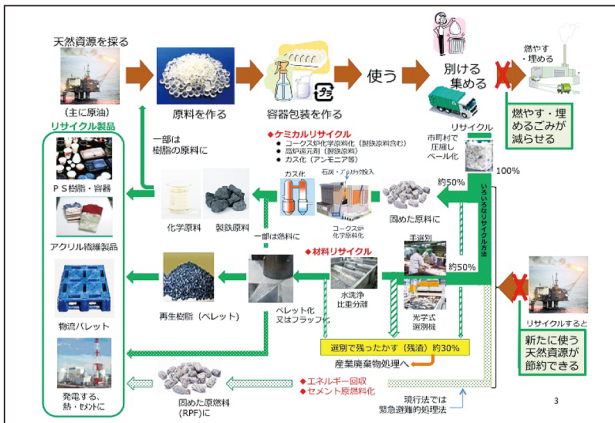 天然資源を採る
(主に原油)
原料を作る
容器包装を作る
使う
別ける
集める
燃やす
・埋める
燃やす・埋
めるごみが
減らせる
リサイクル製品
一部は
樹脂の原料に
◆ケミカルリサイクル
● コークス炉化学原料化(製鉄原料含む)
● 高炉還元剤(製鉄原料)
● ガス化(アンモニア等)
リサイクル
市町村で
圧縮し
ベール化
100%
PS樹脂・容器
化学原料
製鉄原料
ガス化
コークス炉
化学原料化
約50%
固めた原料に
いろいろなリサイクル方法
アクリル繊維製品
一部は燃料に
◆材料リサイクル
手選別
約50%
物流パレット
再生樹脂(ペレット)
ペレット化
又はフラッフ化
水洗浄
比重分離
光学式
選別機
リサイクルすると
新たに使う
天然資源が
節約できる
選別で残ったかす(残渣)約30%
産業廃棄物処理へ
発電する、
熱・セメントに
固めた原燃料
(RPF)に
◆エネルギー回収
◆セメント原燃料化
現行法では
緊急避難的処理法
3